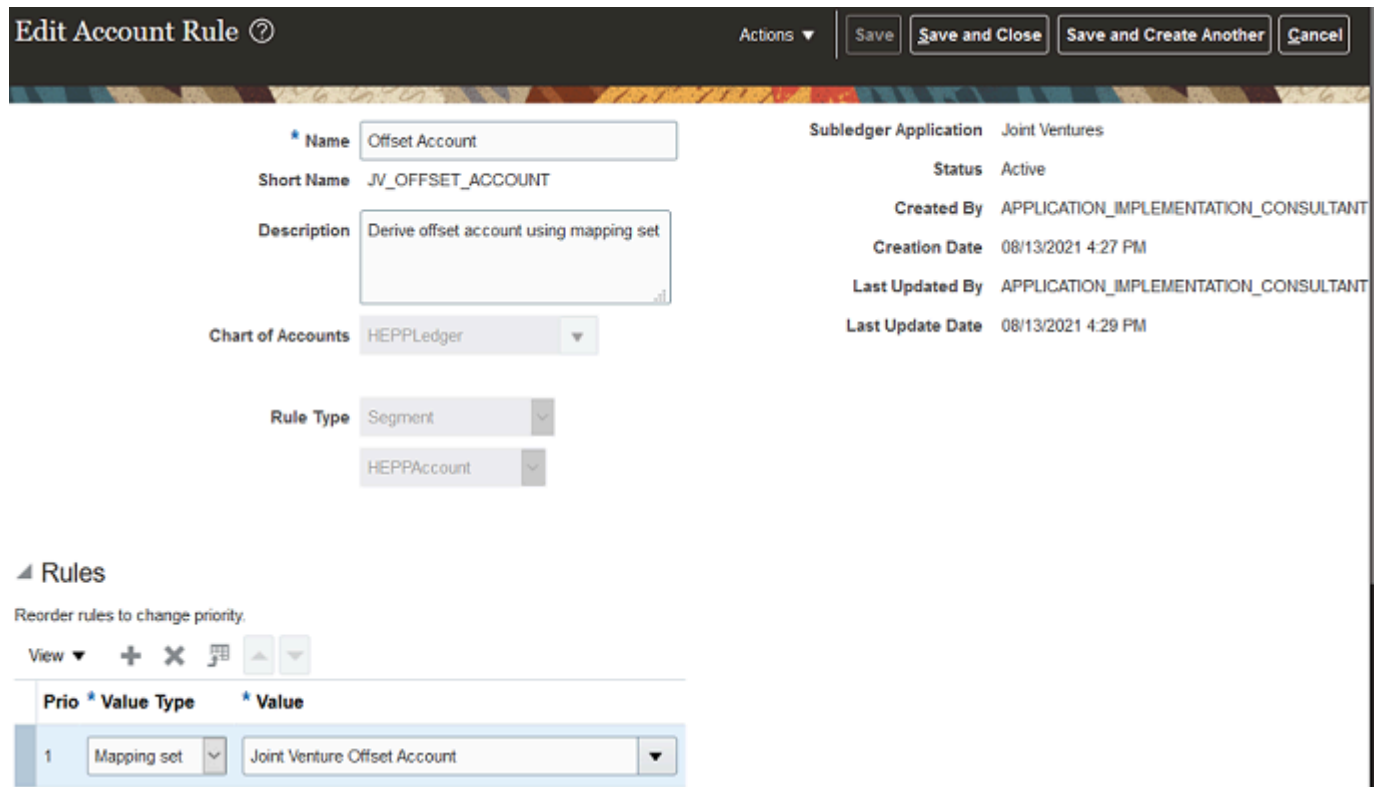 Edit Account Rule ?
Actions ▼ Save Save and Close Save and Create Another Cancel
* Name Offset Account
Short Name JV_OFFSET_ACCOUNT
Description Derive offset account using mapping set
Chart of Accounts HEPPLedger
Rule Type Segment
HEPPAccount
Subledger Application Joint Ventures
Status Active
Created By APPLICATION_IMPLEMENTATION_CONSULTANT
Creation Date 08/13/2021 4:27 PM
Last Updated By APPLICATION_IMPLEMENTATION_CONSULTANT
Last Update Date 08/13/2021 4:29 PM
Rules
Reorder rules to change priority.
View ▼
Prio * Value Type * Value
1 Mapping set Joint Venture Offset Account